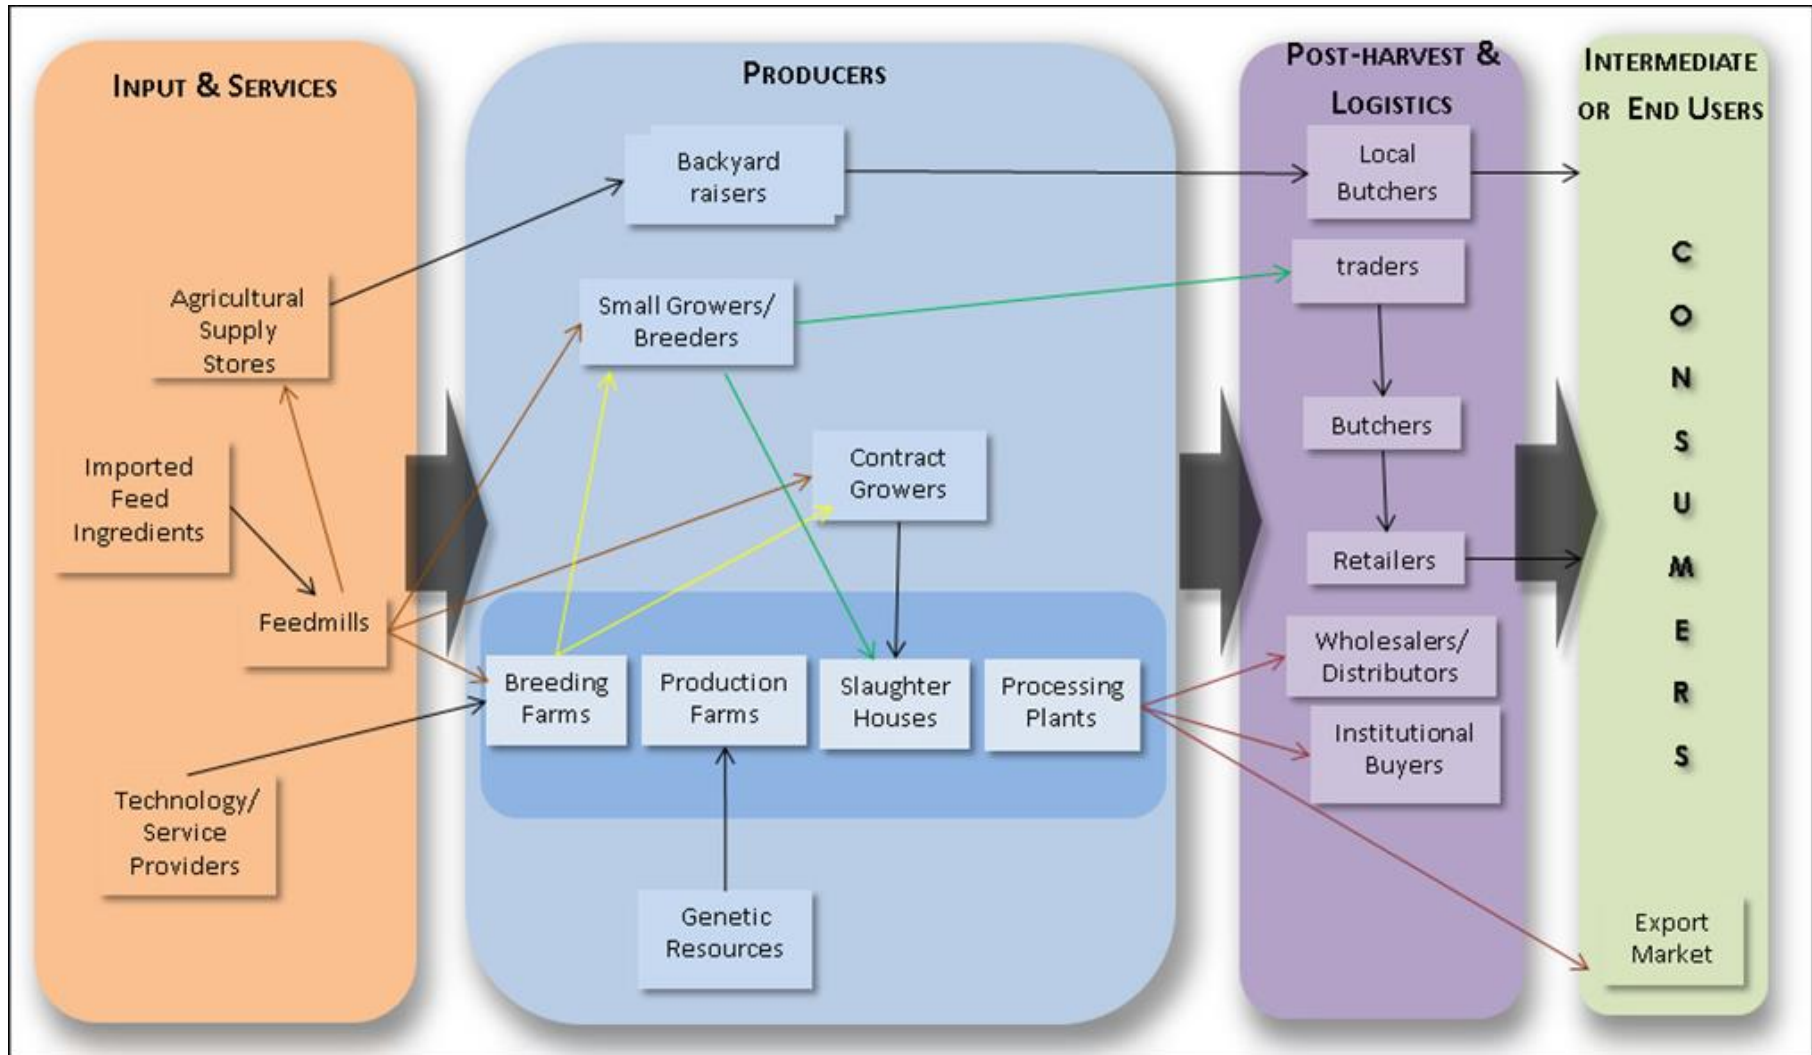 INPUT & SERVICES
Agricultural
Supply
Stores
Imported
Feed
Ingredients
Feedmills
Technology/
Service
Providers
PRODUCERS
Backyard
raisers
Small Growers/
Breeders
Contract
Growers
Breeding
Farms
Production
Farms
Slaughter
Houses
Processing
Plants
Genetic
Resources
POST-HARVEST &
LOGISTICS
Local
Butchers
traders
Butchers
Retailers
Wholesalers/
Distributors
Institutional
Buyers
INTERMEDIATE
OR END USERS
C
O
N
S
U
M
E
R
S
Export
Market